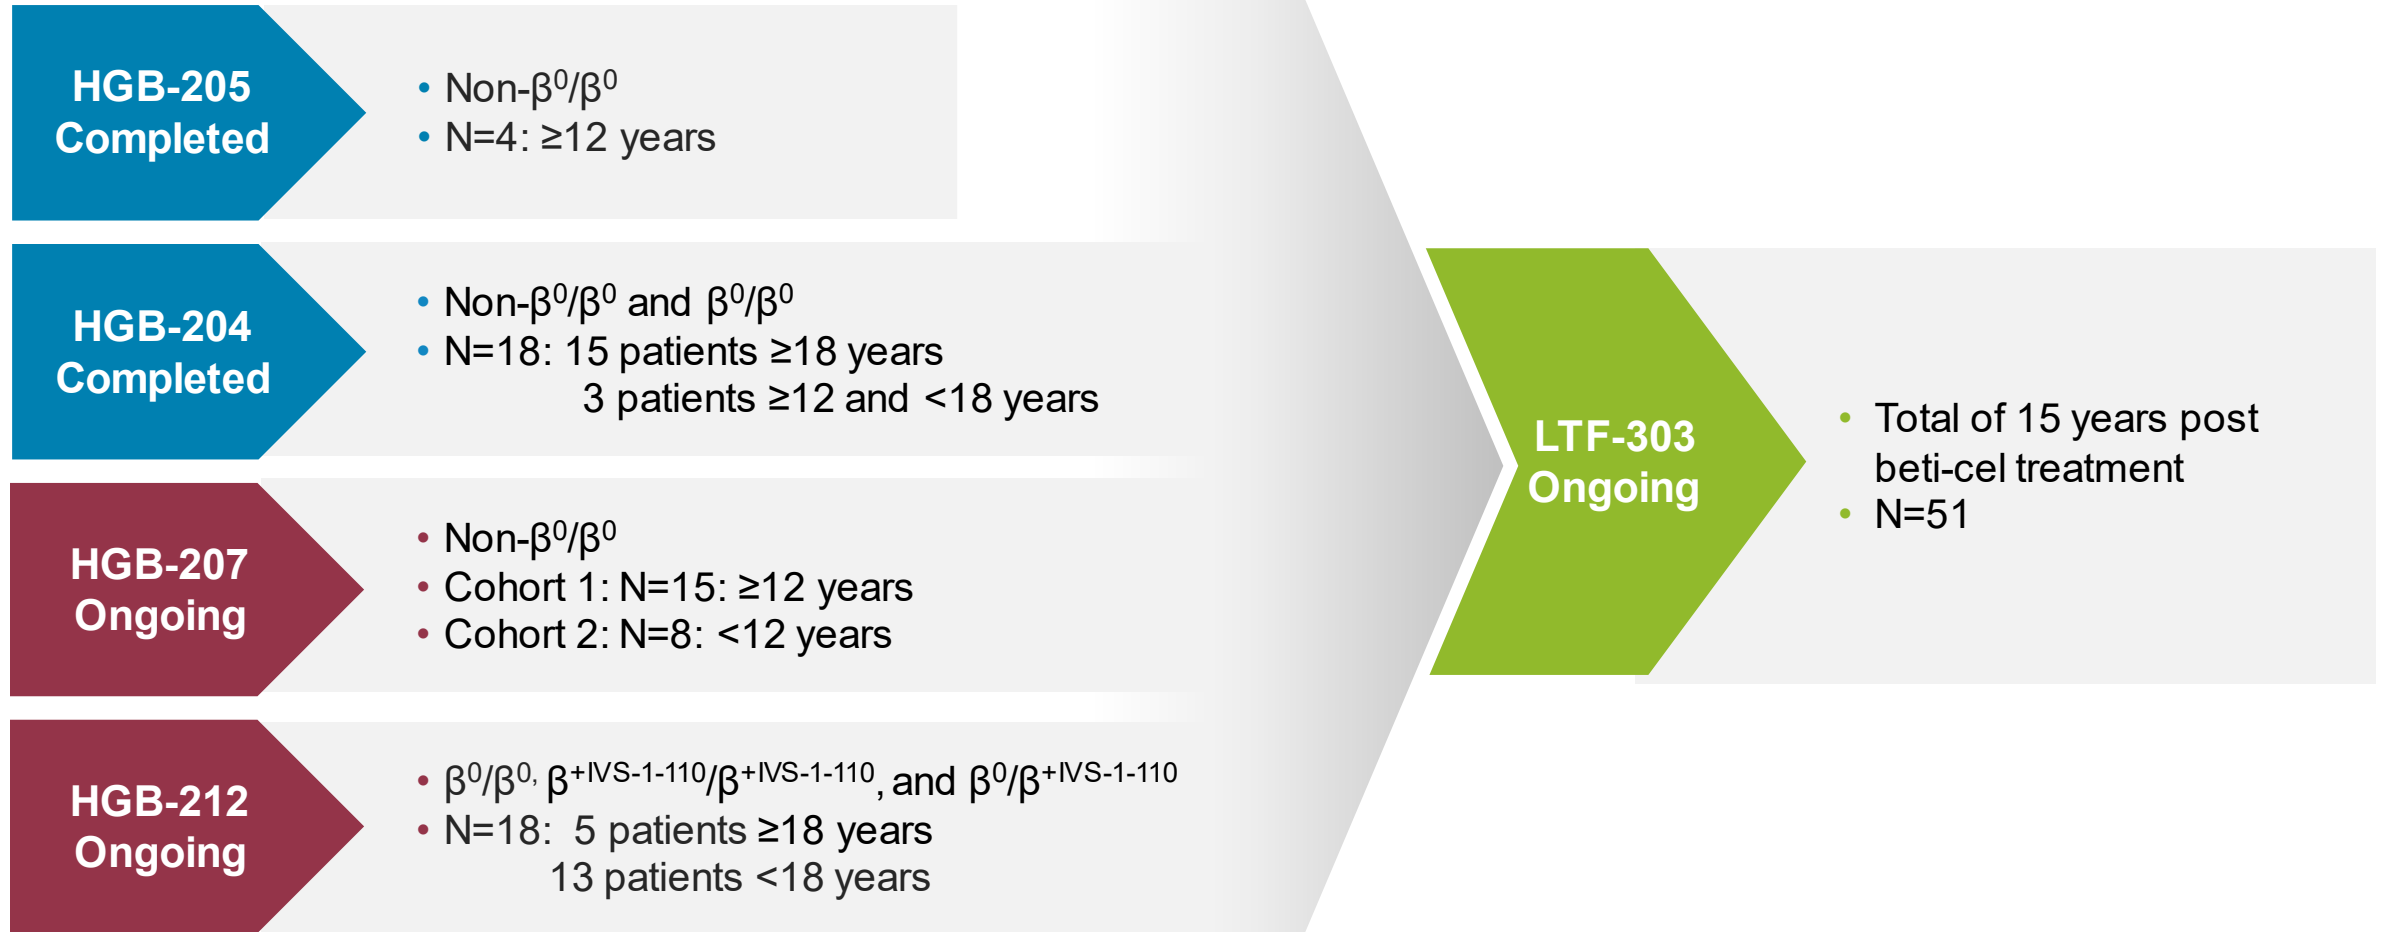 HGB-205
Completed
• Non-β⁰/β⁰
• N=4: ≥12 years
HGB-204
Completed
• Non-β⁰/β⁰ and β⁰/β⁰
• N=18: 15 patients ≥18 years
3 patients ≥12 and <18 years
HGB-207
Ongoing
• Non-β⁰/β⁰
• Cohort 1: N=15: ≥12 years
• Cohort 2: N=8: <12 years
HGB-212
Ongoing
• β⁰/β⁰, β⁺ᴵⱽˢ⁻¹⁻¹¹⁰/β⁺ᴵⱽˢ⁻¹⁻¹¹⁰, and β⁰/β⁺ᴵⱽˢ⁻¹⁻¹¹⁰
• N=18: 5 patients ≥18 years
13 patients <18 years
LTF-303
Ongoing
• Total of 15 years post
beti-cel treatment
• N=51